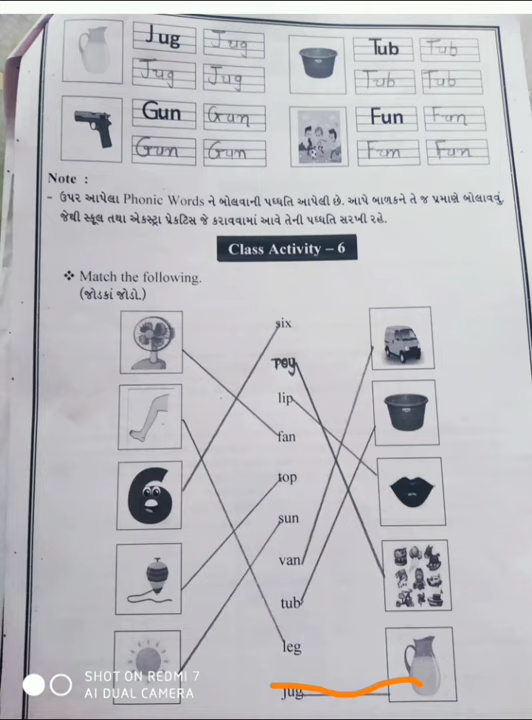 Jug Jug Tub Tub
Jug Jug Tub Tub
Gun Gun Fun Fun
Gun Gun Fun Fun
Note :
- ઉપર આપેલા Phonic Words ને બોલવાની પધ્ધતિ આપેલી છે. આપે બાળકને તે જ પ્રમાણે બોલાવવું.
જેથી સ્કૂલ તથા એકસ્ટ્રા પ્રેકટિસ જે કરાવવામાં આવે તેની પધ્ધતિ સરખી રહે.
Class Activity – 6
❖ Match the following.
(જોડકાં જોડો.)
six
toy
lip
fan
top
sun
van
tub
leg
jug
SHOT ON REDMI 7
AI DUAL CAMERA